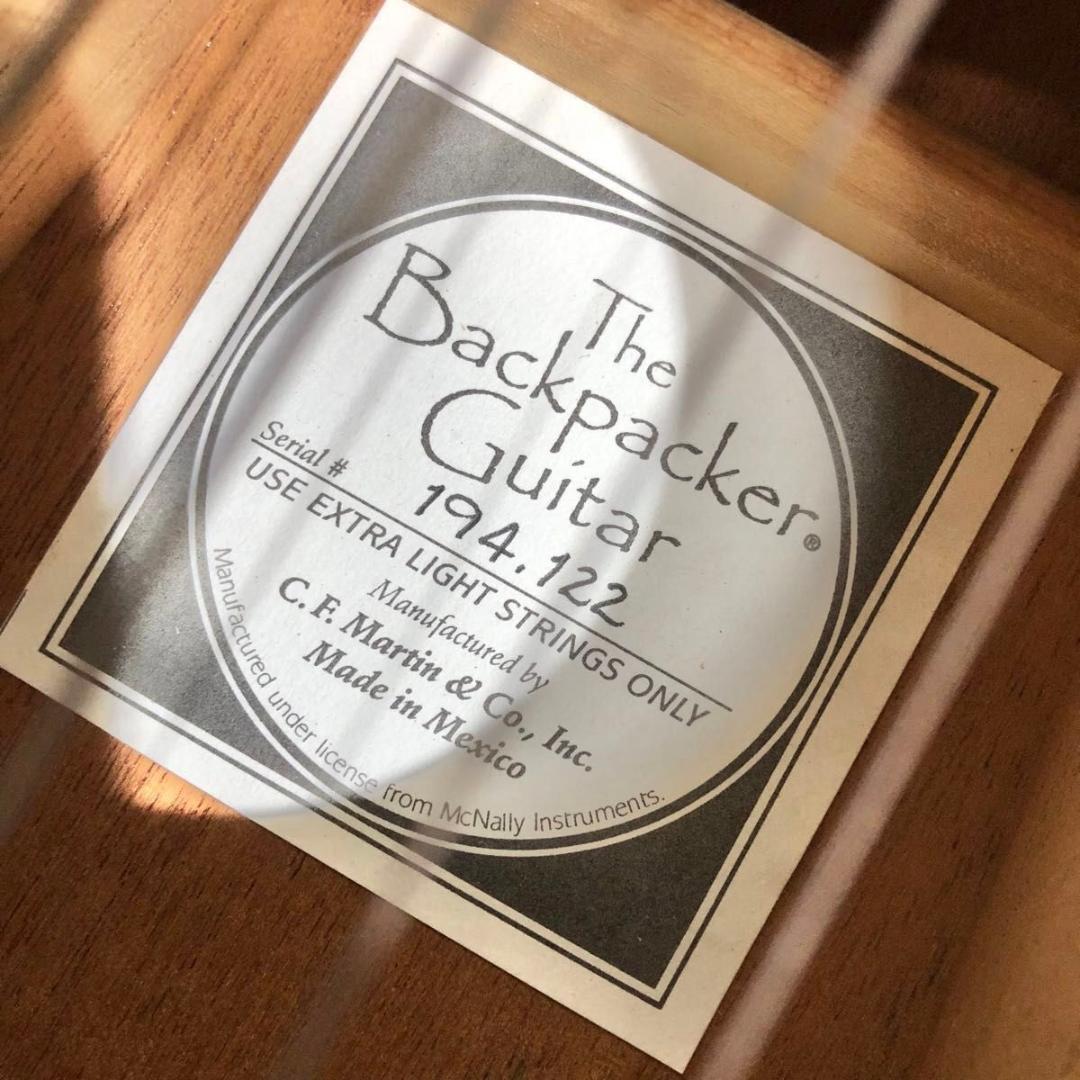 The
Backpacker®
Guitar
Serial # 194.122
USE EXTRA LIGHT STRINGS ONLY
Manufactured by
C. F. Martin & Co., Inc.
Made in Mexico
Manufactured under license from McNally Instruments.